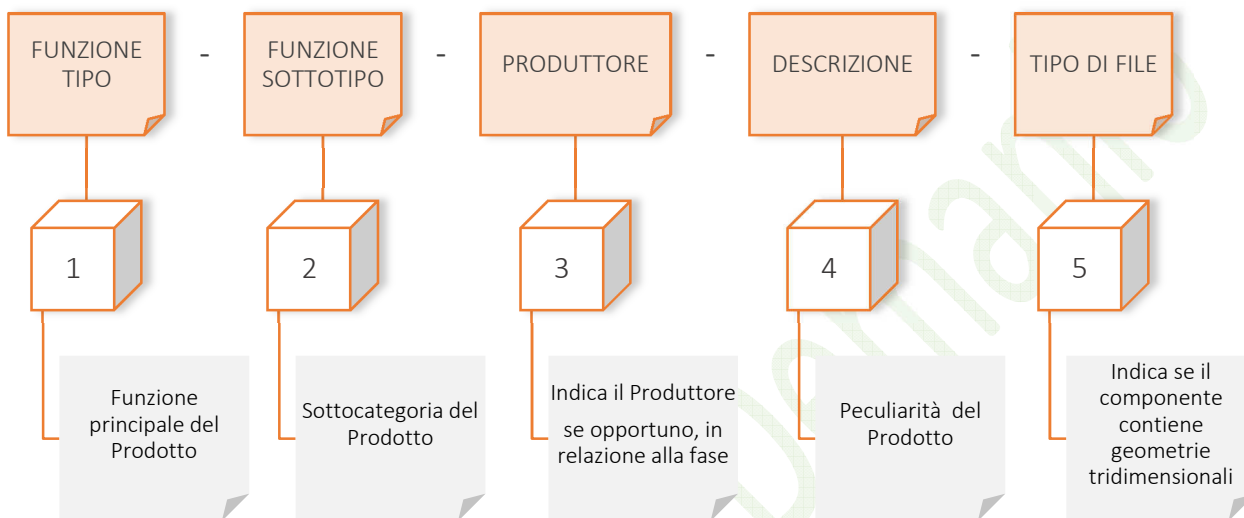 FUNZIONE
TIPO
-
FUNZIONE
SOTTOTIPO
-
PRODUTTORE
-
DESCRIZIONE
-
TIPO DI FILE
1
2
3
4
5
Funzione
principale del
Prodotto
Sottocategoria del
Prodotto
Indica il Produttore
se opportuno, in
relazione alla fase
Peculiarità del
Prodotto
Indica se il
componente
contiene
geometrie
tridimensionali